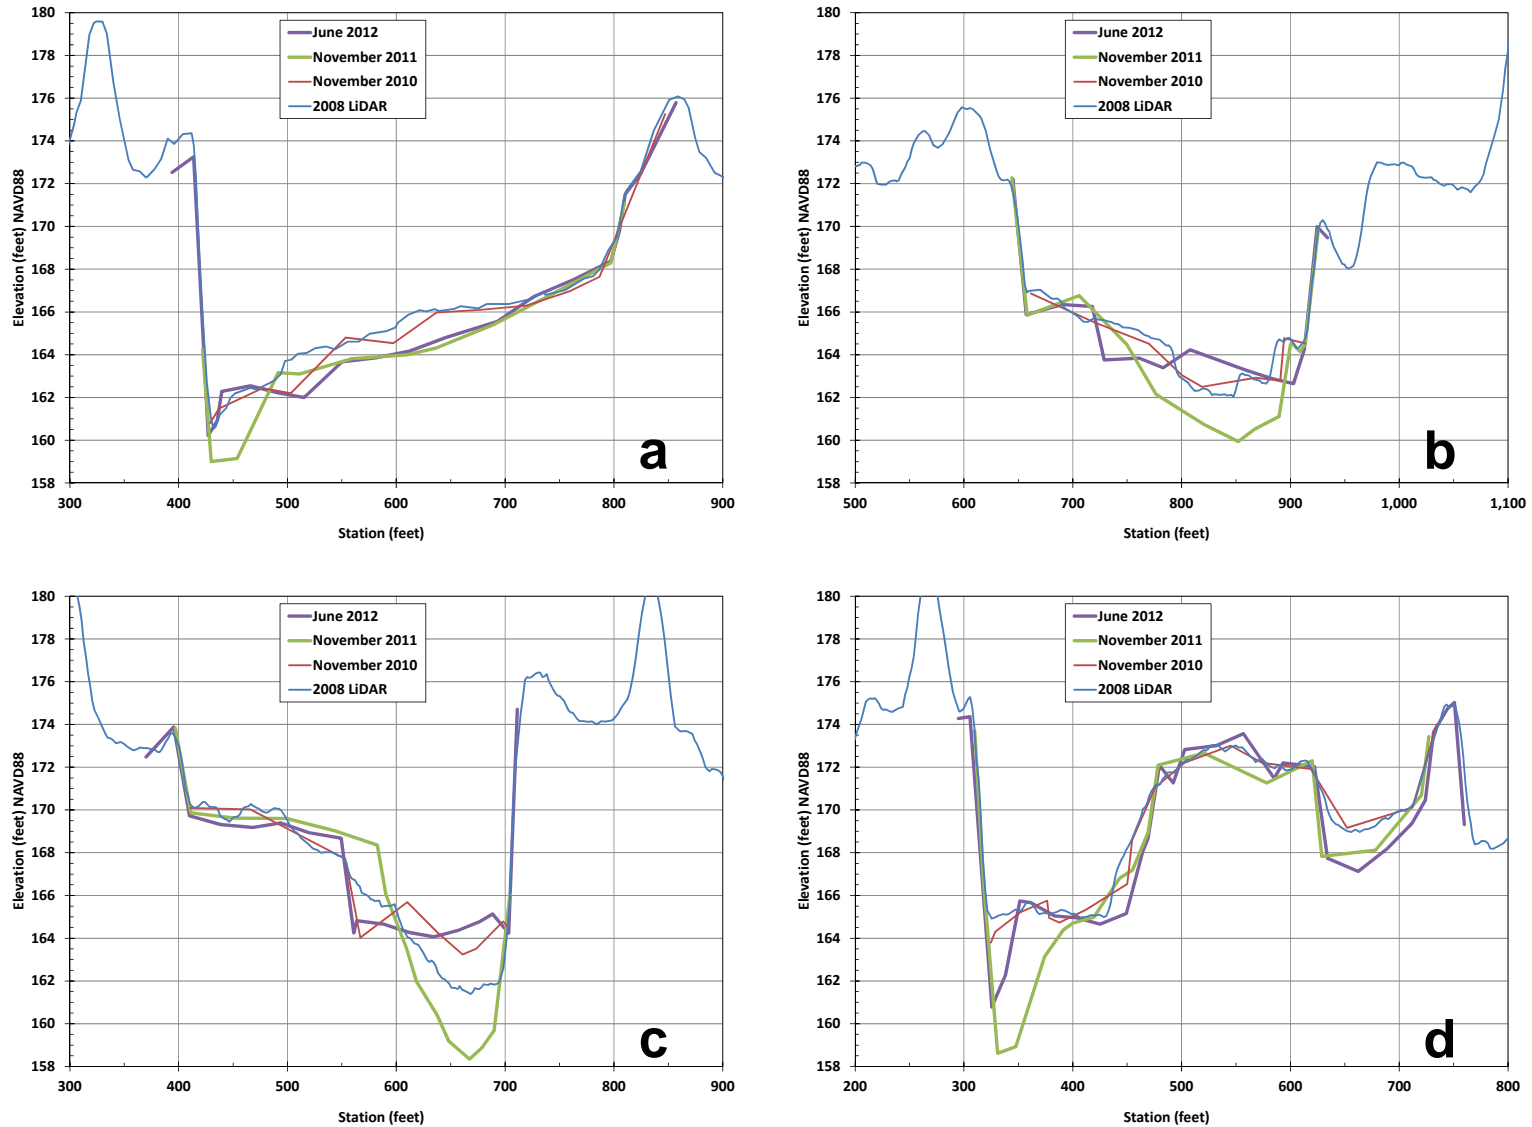 180
178
176
174
172
170
168
166
164
162
160
158
Elevation (feet) NAVD88
June 2012
November 2011
November 2010
2008 LiDAR
a
300 400 500 600 700 800 900
Station (feet)
180
178
176
174
172
170
168
166
164
162
160
158
Elevation (feet) NAVD88
June 2012
November 2011
November 2010
2008 LiDAR
b
500 600 700 800 900 1,000 1,100
Station (feet)
180
178
176
174
172
170
168
166
164
162
160
158
Elevation (feet) NAVD88
June 2012
November 2011
November 2010
2008 LiDAR
c
300 400 500 600 700 800 900
Station (feet)
180
178
176
174
172
170
168
166
164
162
160
158
Elevation (feet) NAVD88
June 2012
November 2011
November 2010
2008 LiDAR
d
200 300 400 500 600 700 800
Station (feet)